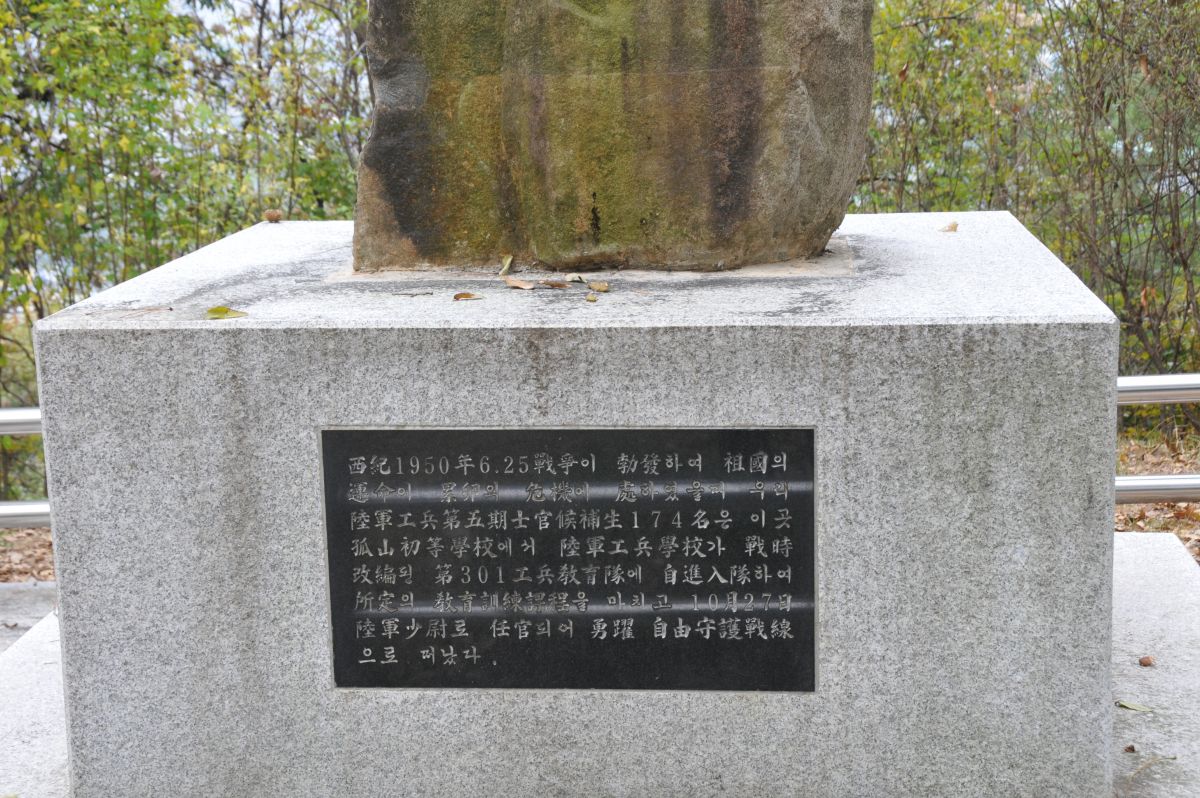 西紀1950年6.25戰爭이 勃發하여 祖國의
運命이 累卵의 危機에 處하였을때 우리
陸軍工兵第五期士官候補生174名은 이곳
孤山初等學校에서 陸軍工兵學校가 戰時
改編된 第301工兵敎育隊에 自進入隊하여
所定의 敎育訓練課程을 마치고 10月27日
陸軍少尉로 任官되어 勇躍 自由守護戰線
으로 떠났다.